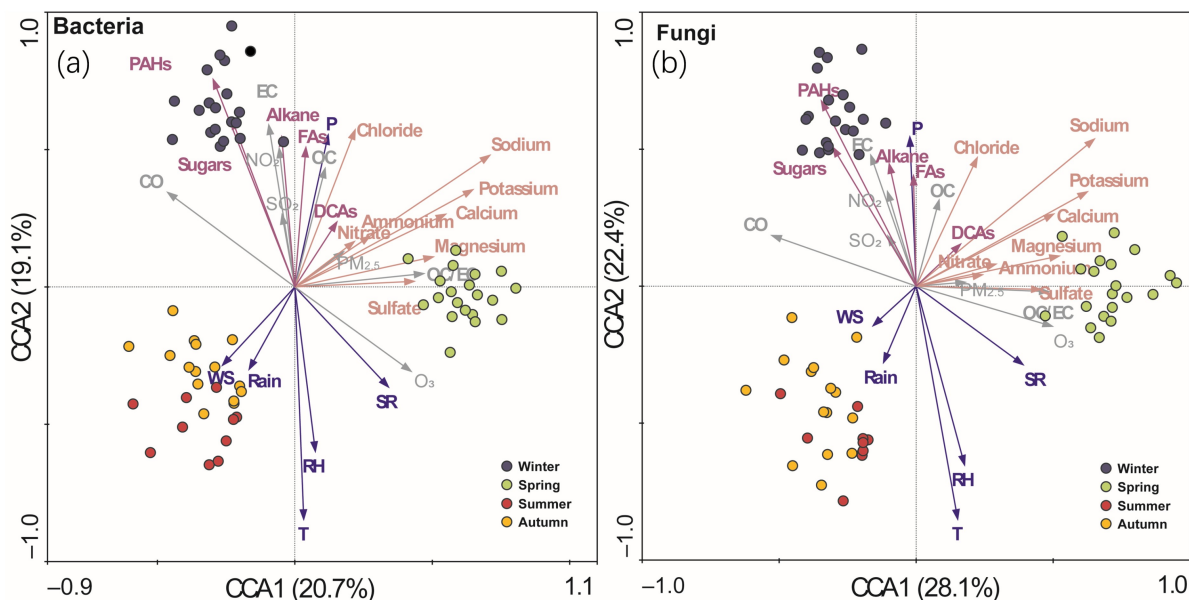 Bacteria
(a)
1.0
PAHs
EC
Alkane
P
Chloride
FAs
OC
NO₂
Sugars
Sodium
CO
Potassium
SO₂
DCAs
Calcium
Ammonium
Nitrate
Magnesium
PM₂.₅
OC/EC
Sulfate
WS
Rain
O₃
SR
RH
T
Winter
Spring
Summer
Autumn
CCA2 (19.1%)
−1.0
−0.9
CCA1 (20.7%)
1.1
Fungi
(b)
1.0
PAHs
P
Sodium
EC
Chloride
Alkane
Sugars
FAs
Potassium
NO₂
OC
CO
Calcium
SO₂
DCAs
Magnesium
Nitrate
Ammonium
PM₂.₅
Sulfate
OC/EC
WS
O₃
Rain
SR
RH
T
Winter
Spring
Summer
Autumn
CCA2 (22.4%)
−1.0
−1.0
CCA1 (28.1%)
1.0